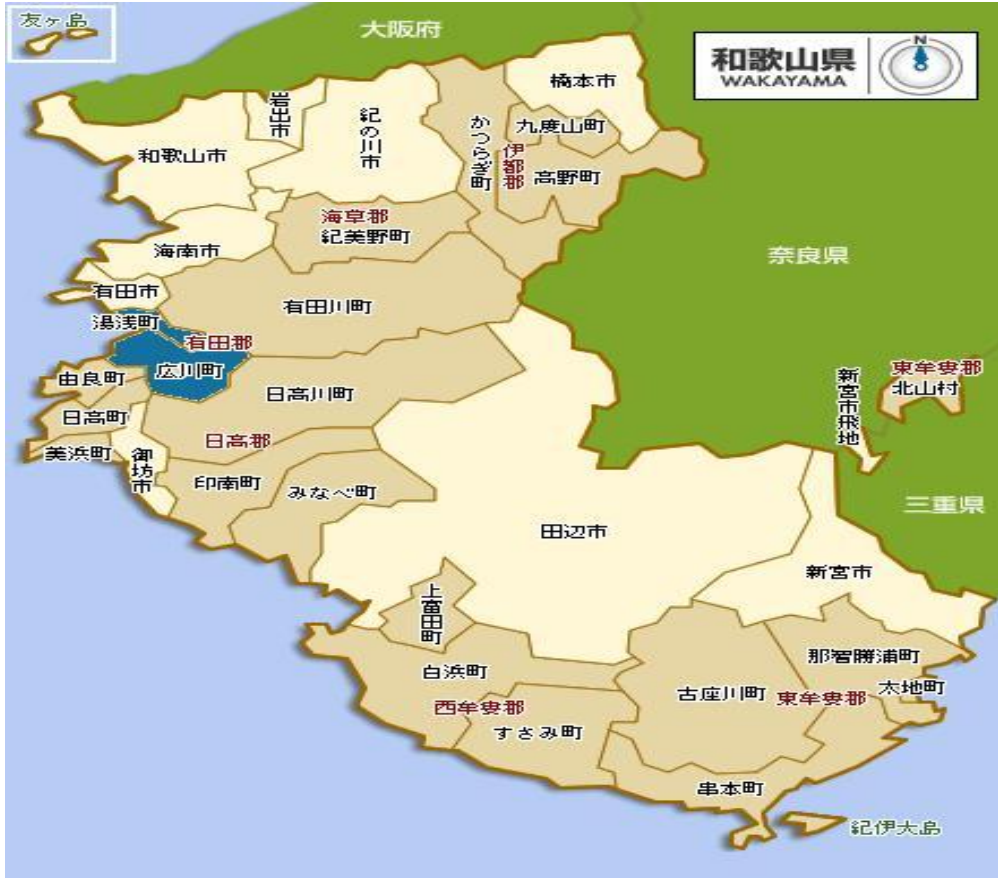 友ヶ島
大阪府
和歌山県
WAKAYAMA
N
橋本市
岩出市
紀の川市
かつらぎ町
九度山町
伊都郡
高野町
和歌山市
海草郡
紀美野町
海南市
奈良県
有田市
有田川町
湯浅町
有田郡
広川町
由良町
日高川町
新宮市飛地
東牟婁郡
北山村
日高町
日高郡
美浜町
御坊市
印南町
みなべ町
三重県
田辺市
新宮市
上富田町
那智勝浦町
白浜町
太地町
古座川町
東牟婁郡
西牟婁郡
すさみ町
串本町
紀伊大島